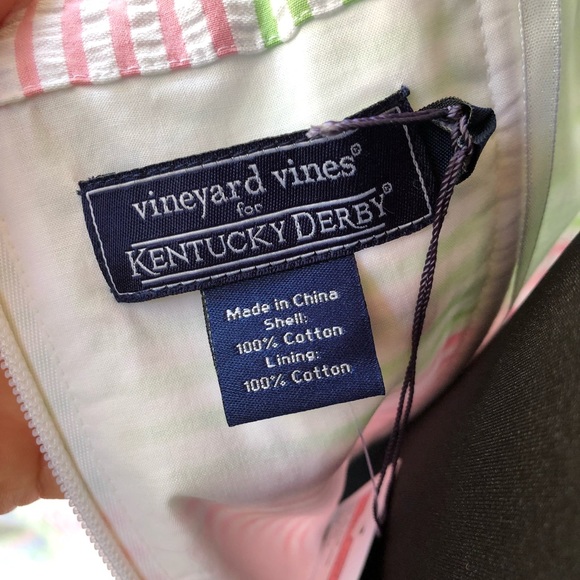 vineyard vines®
for
KENTUCKY DERBY®
Made in China
Shell:
100% Cotton
Lining:
100% Cotton